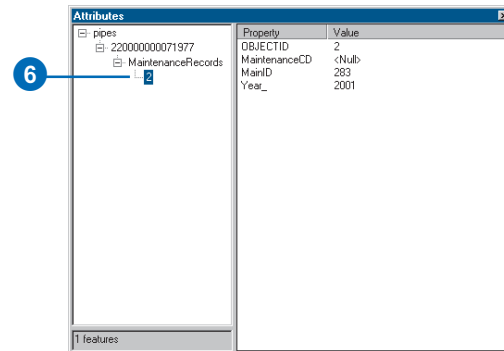 Attributes
pipes
220000000071977
MaintenanceRecords
2
6
Property Value
OBJECTID 2
MaintenanceCD <Null>
MainID 283
Year_ 2001
1 features